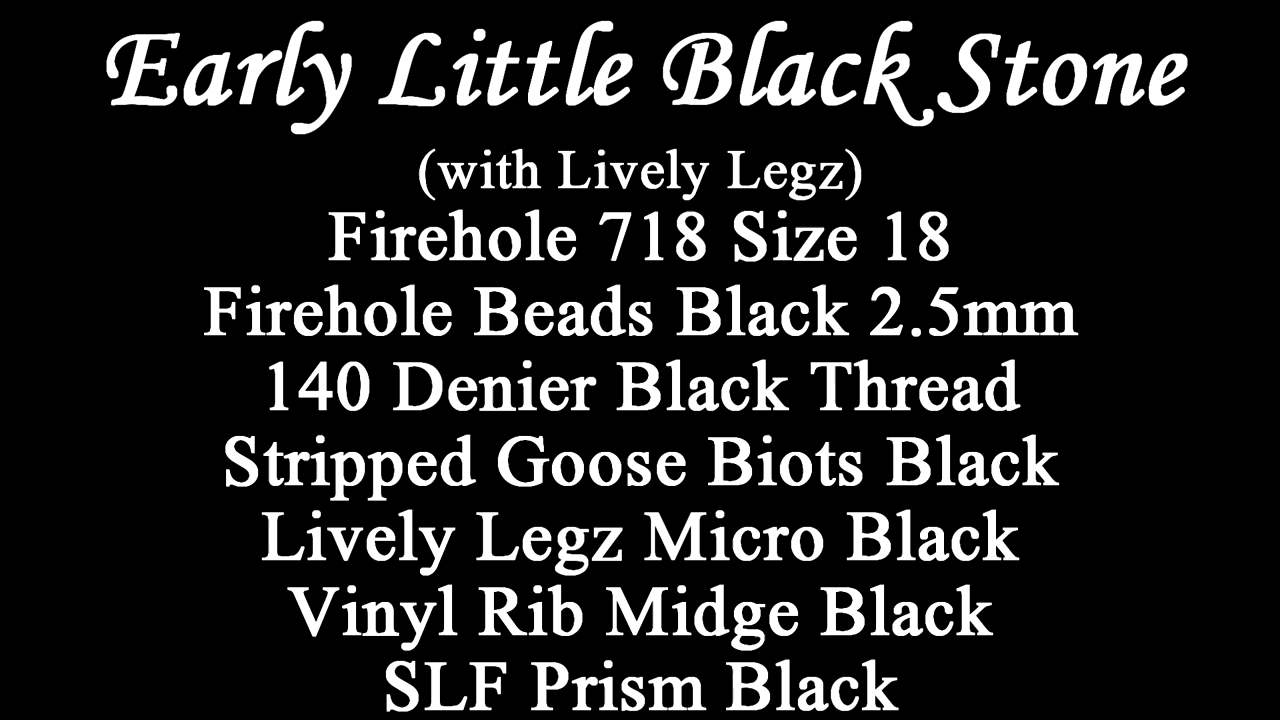 Early Little Black Stone
(with Lively Legz)
Firehole 718 Size 18
Firehole Beads Black 2.5mm
140 Denier Black Thread
Stripped Goose Biots Black
Lively Legz Micro Black
Vinyl Rib Midge Black
SLF Prism Black